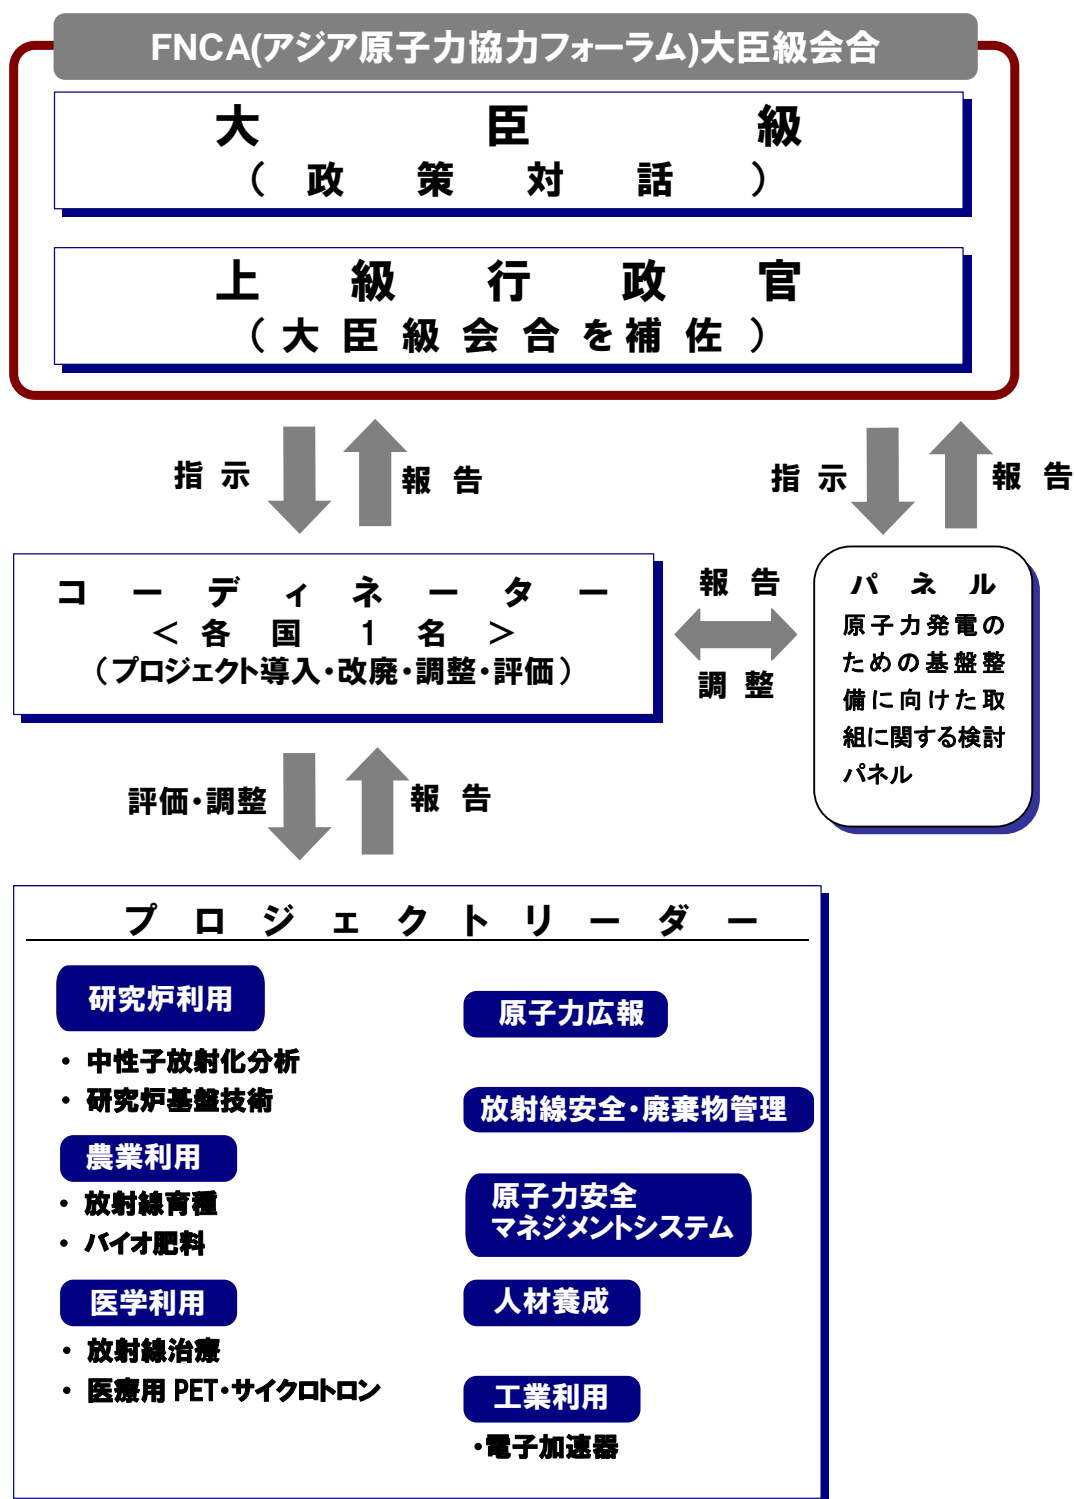 FNCA(アジア原子力協力フォーラム)大臣級会合
大臣級
(政策対話)
上級行政官
(大臣級会合を補佐)
指示
報告
指示
報告
コーディネーター
<各国1名>
(プロジェクト導入・改廃・調整・評価)
報告
調整
パネル
原子力発電の
ための基盤整
備に向けた取
組に関する検討
パネル
評価・調整
報告
プロジェクトリーダー
研究炉利用
・ 中性子放射化分析
・ 研究炉基盤技術
農業利用
・ 放射線育種
・ バイオ肥料
医学利用
・ 放射線治療
・ 医療用 PET・サイクロトロン
原子力広報
放射線安全・廃棄物管理
原子力安全
マネジメントシステム
人材養成
工業利用
・電子加速器